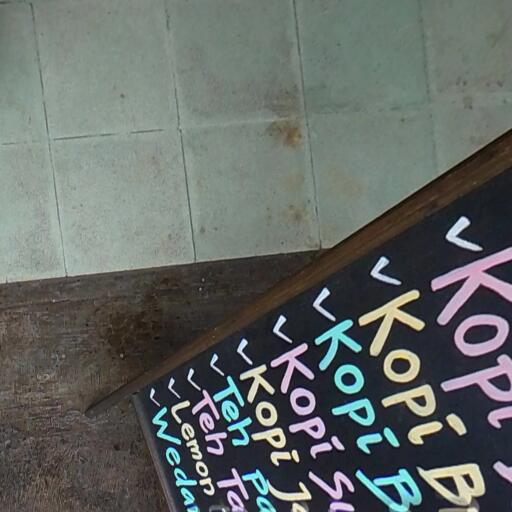 ✓ Kopi
✓ Kopi B
✓ Kopi B
✓ Kopi Su
✓ Kopi Ja
✓ Teh Pa
✓ Teh Ta
✓ Lemon
✓ Wedan